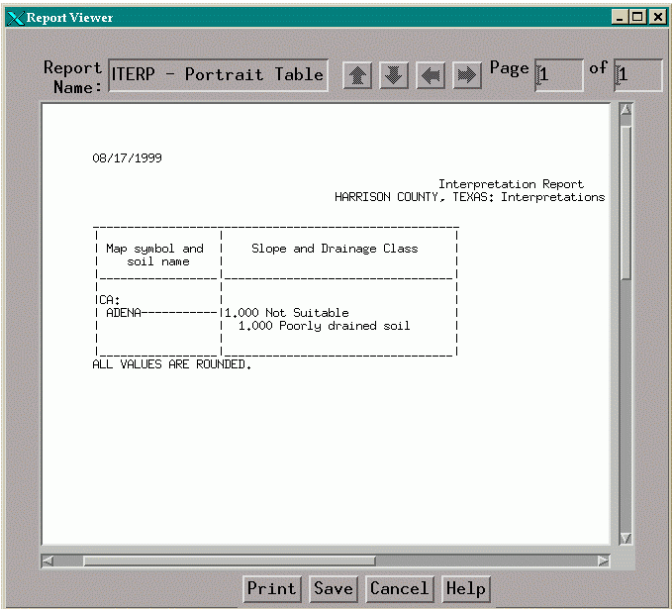 Report Viewer
Report Name: ITERP - Portrait Table Page 1 of 1
08/17/1999
Interpretation Report
HARRISON COUNTY, TEXAS: Interpretations
Map symbol and soil name | Slope and Drainage Class
CA:
ADENA-----------|1.000 Not Suitable
1.000 Poorly drained soil
ALL VALUES ARE ROUNDED.
Print Save Cancel Help